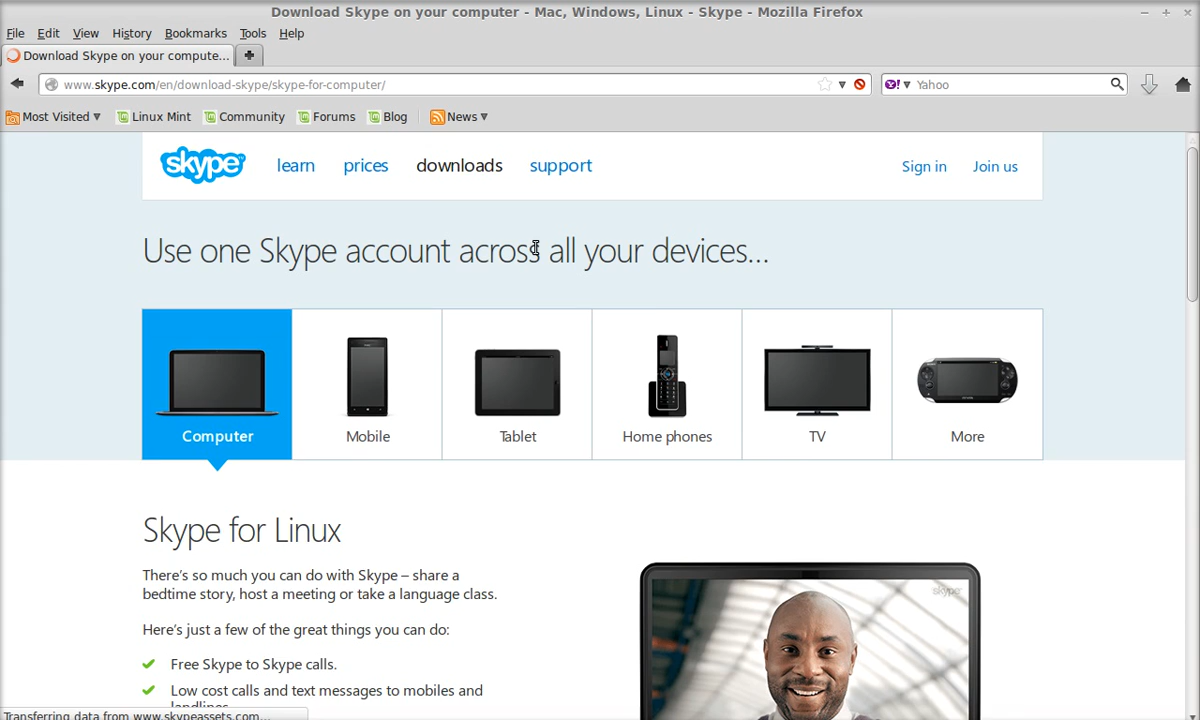 Download Skype on your computer - Mac, Windows, Linux - Skype - Mozilla Firefox
File Edit View History Bookmarks Tools Help
Download Skype on your compute...
www.skype.com/en/download-skype/skype-for-computer/
Yahoo
Most Visited Linux Mint Community Forums Blog News
skype learn prices downloads support Sign in Join us
Use one Skype account across all your devices...
Computer Mobile Tablet Home phones TV More
Skype for Linux
There's so much you can do with Skype – share a
bedtime story, host a meeting or take a language class.
Here's just a few of the great things you can do:
Free Skype to Skype calls.
Low cost calls and text messages to mobiles and
landlines.
skype
Transferring data from www.skypeassets.com...